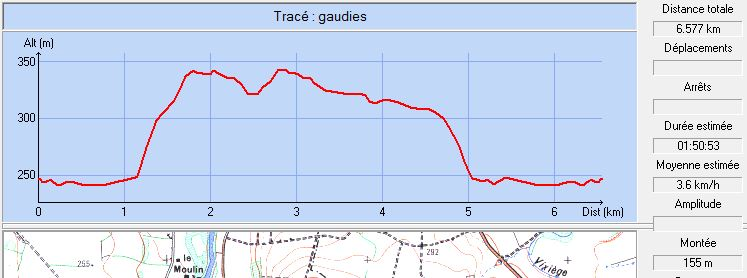 Tracé : gaudies
Alt (m)
350
300
250
0 1 2 3 4 5 6 Dist (km)
Distance totale
6.577 km
Déplacements
Arrêts
Durée estimée
01:50:53
Moyenne estimée
3.6 km/h
Amplitude
Montée
155 m
255
le
Moulin
292
Vixiège